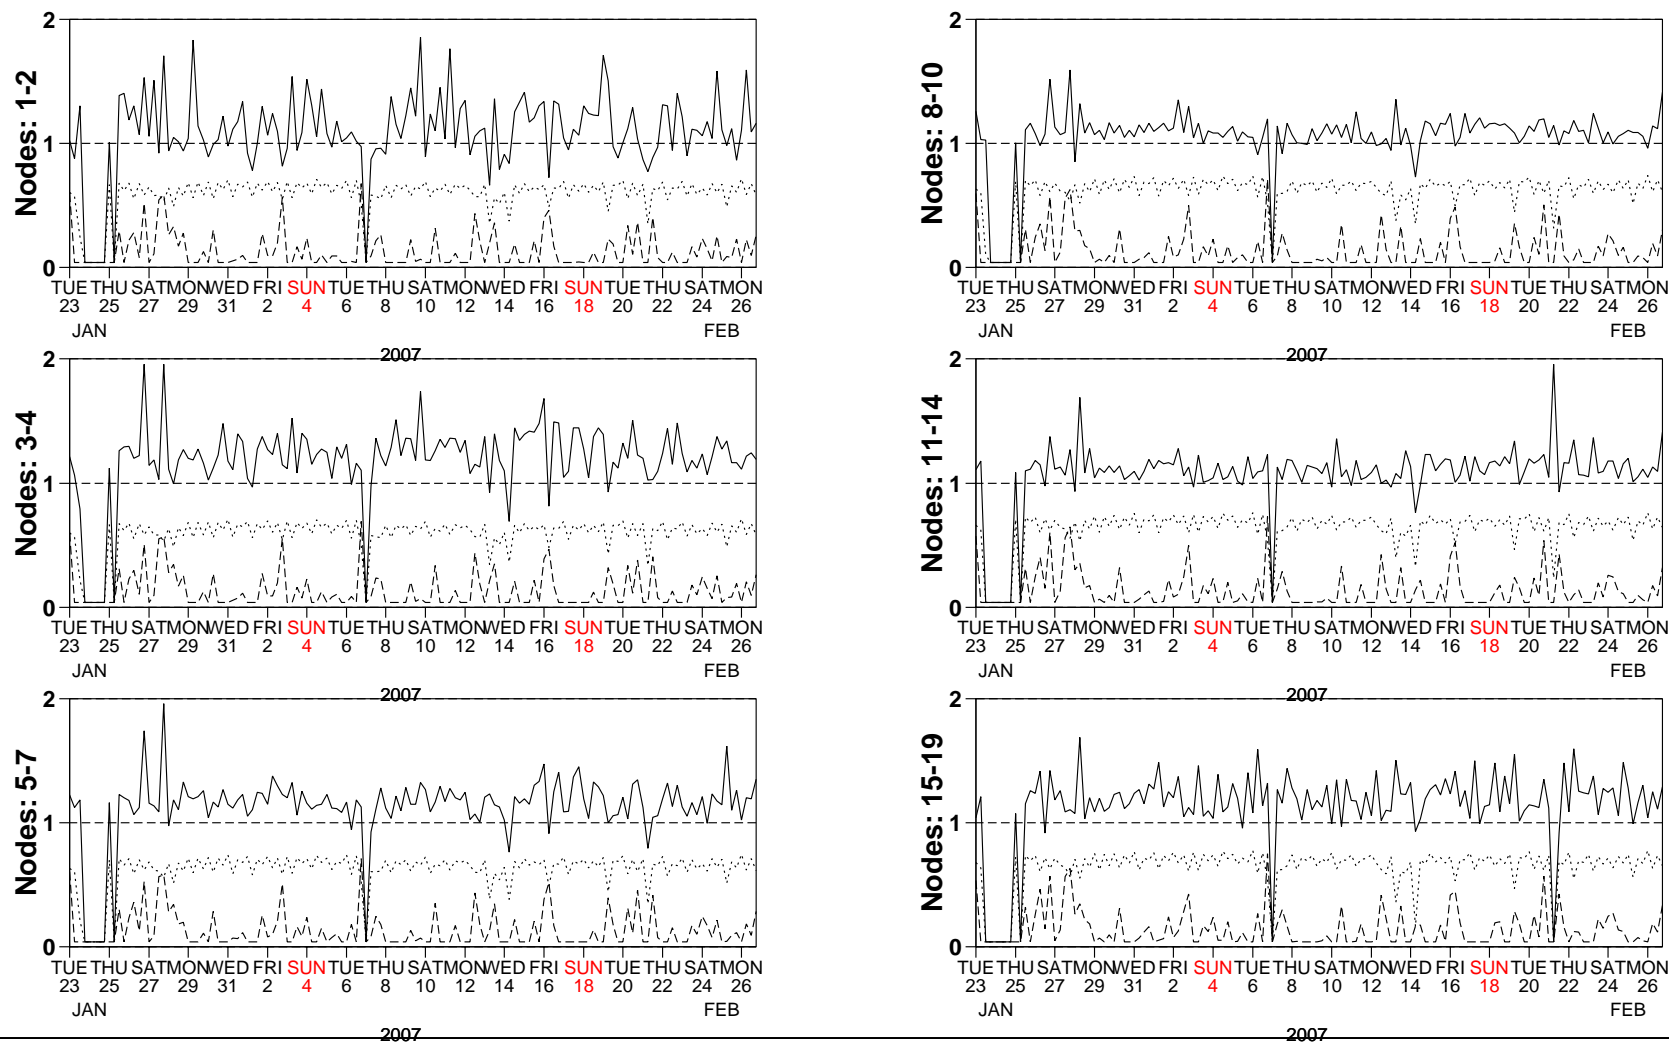 Nodes: 1-2
2
1
0
TUE THU SAT MON WED FRI SUN TUE THU SAT MON WED FRI SUN TUE THU SAT MON
23 25 27 29 31 2 4 6 8 10 12 14 16 18 20 22 24 26
JAN FEB
2007
Nodes: 3-4
2
1
0
TUE THU SAT MON WED FRI SUN TUE THU SAT MON WED FRI SUN TUE THU SAT MON
23 25 27 29 31 2 4 6 8 10 12 14 16 18 20 22 24 26
JAN FEB
2007
Nodes: 5-7
2
1
0
TUE THU SAT MON WED FRI SUN TUE THU SAT MON WED FRI SUN TUE THU SAT MON
23 25 27 29 31 2 4 6 8 10 12 14 16 18 20 22 24 26
JAN FEB
2007
Nodes: 8-10
2
1
0
TUE THU SAT MON WED FRI SUN TUE THU SAT MON WED FRI SUN TUE THU SAT MON
23 25 27 29 31 2 4 6 8 10 12 14 16 18 20 22 24 26
JAN FEB
2007
Nodes: 11-14
2
1
0
TUE THU SAT MON WED FRI SUN TUE THU SAT MON WED FRI SUN TUE THU SAT MON
23 25 27 29 31 2 4 6 8 10 12 14 16 18 20 22 24 26
JAN FEB
2007
Nodes: 15-19
2
1
0
TUE THU SAT MON WED FRI SUN TUE THU SAT MON WED FRI SUN TUE THU SAT MON
23 25 27 29 31 2 4 6 8 10 12 14 16 18 20 22 24 26
JAN FEB
2007